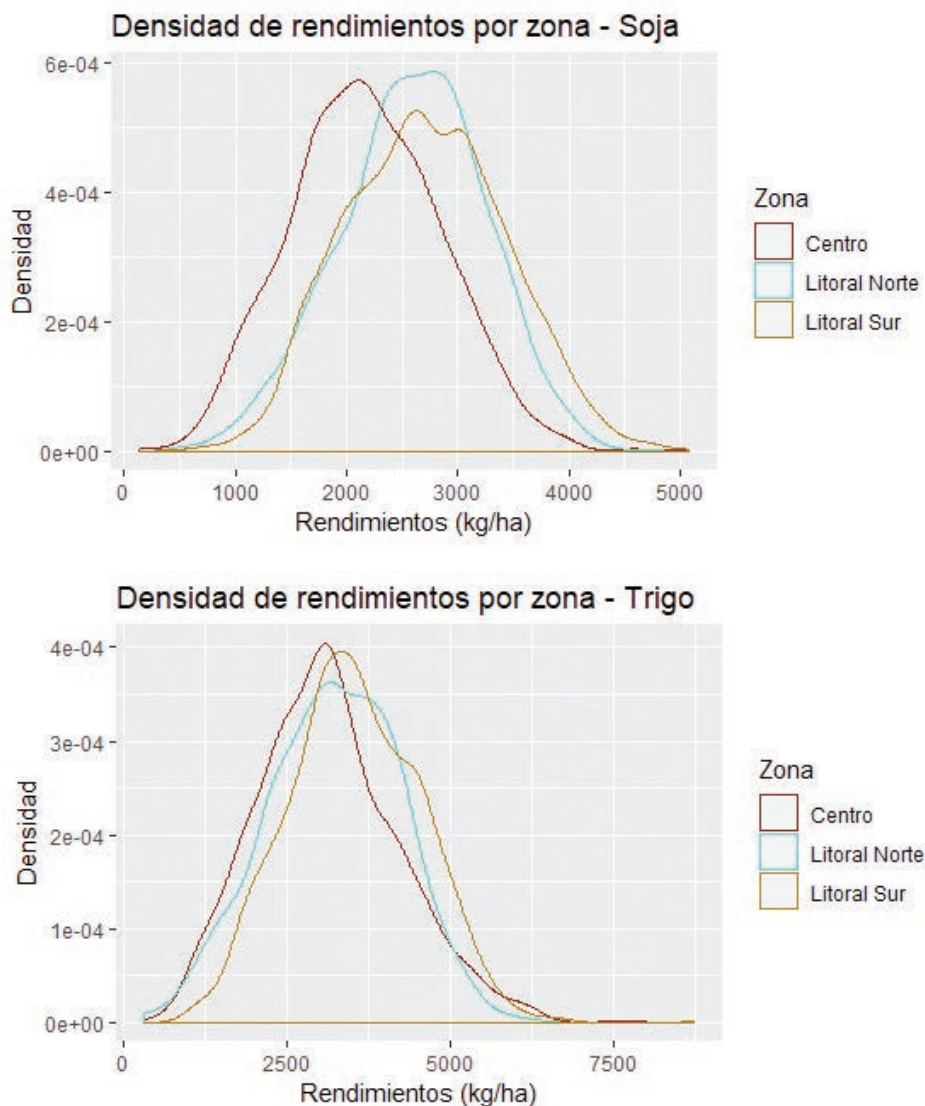 Densidad de rendimientos por zona - Soja
6e-04
4e-04
2e-04
0e+00
Densidad
0 1000 2000 3000 4000 5000
Rendimientos (kg/ha)
Zona
Centro
Litoral Norte
Litoral Sur
Densidad de rendimientos por zona - Trigo
4e-04
3e-04
2e-04
1e-04
0e+00
Densidad
0 2500 5000 7500
Rendimientos (kg/ha)
Zona
Centro
Litoral Norte
Litoral Sur